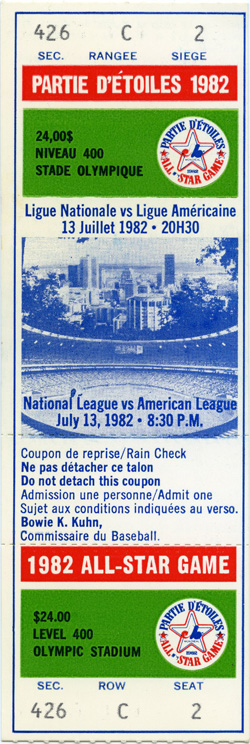 426 C 2
SEC. RANGEE SIEGE
PARTIE D'ÉTOILES 1982
24,00$
NIVEAU 400
STADE OLYMPIQUE
PARTIE D'ÉTOILES
1982
ALL-STAR GAME
Ligue Nationale vs Ligue Américaine
13 Juillet 1982 • 20H30
National League vs American League
July 13, 1982 • 8:30 P.M.
Coupon de reprise/Rain Check
Ne pas détacher ce talon
Do not detach this coupon
Admission une personne/Admit one
Sujet aux conditions indiquées au verso.
Bowie K. Kuhn,
Commissaire du Baseball.
1982 ALL-STAR GAME
$24.00
LEVEL 400
OLYMPIC STADIUM
PARTIE D'ÉTOILES
1982
ALL-STAR GAME
SEC. ROW SEAT
426 C 2